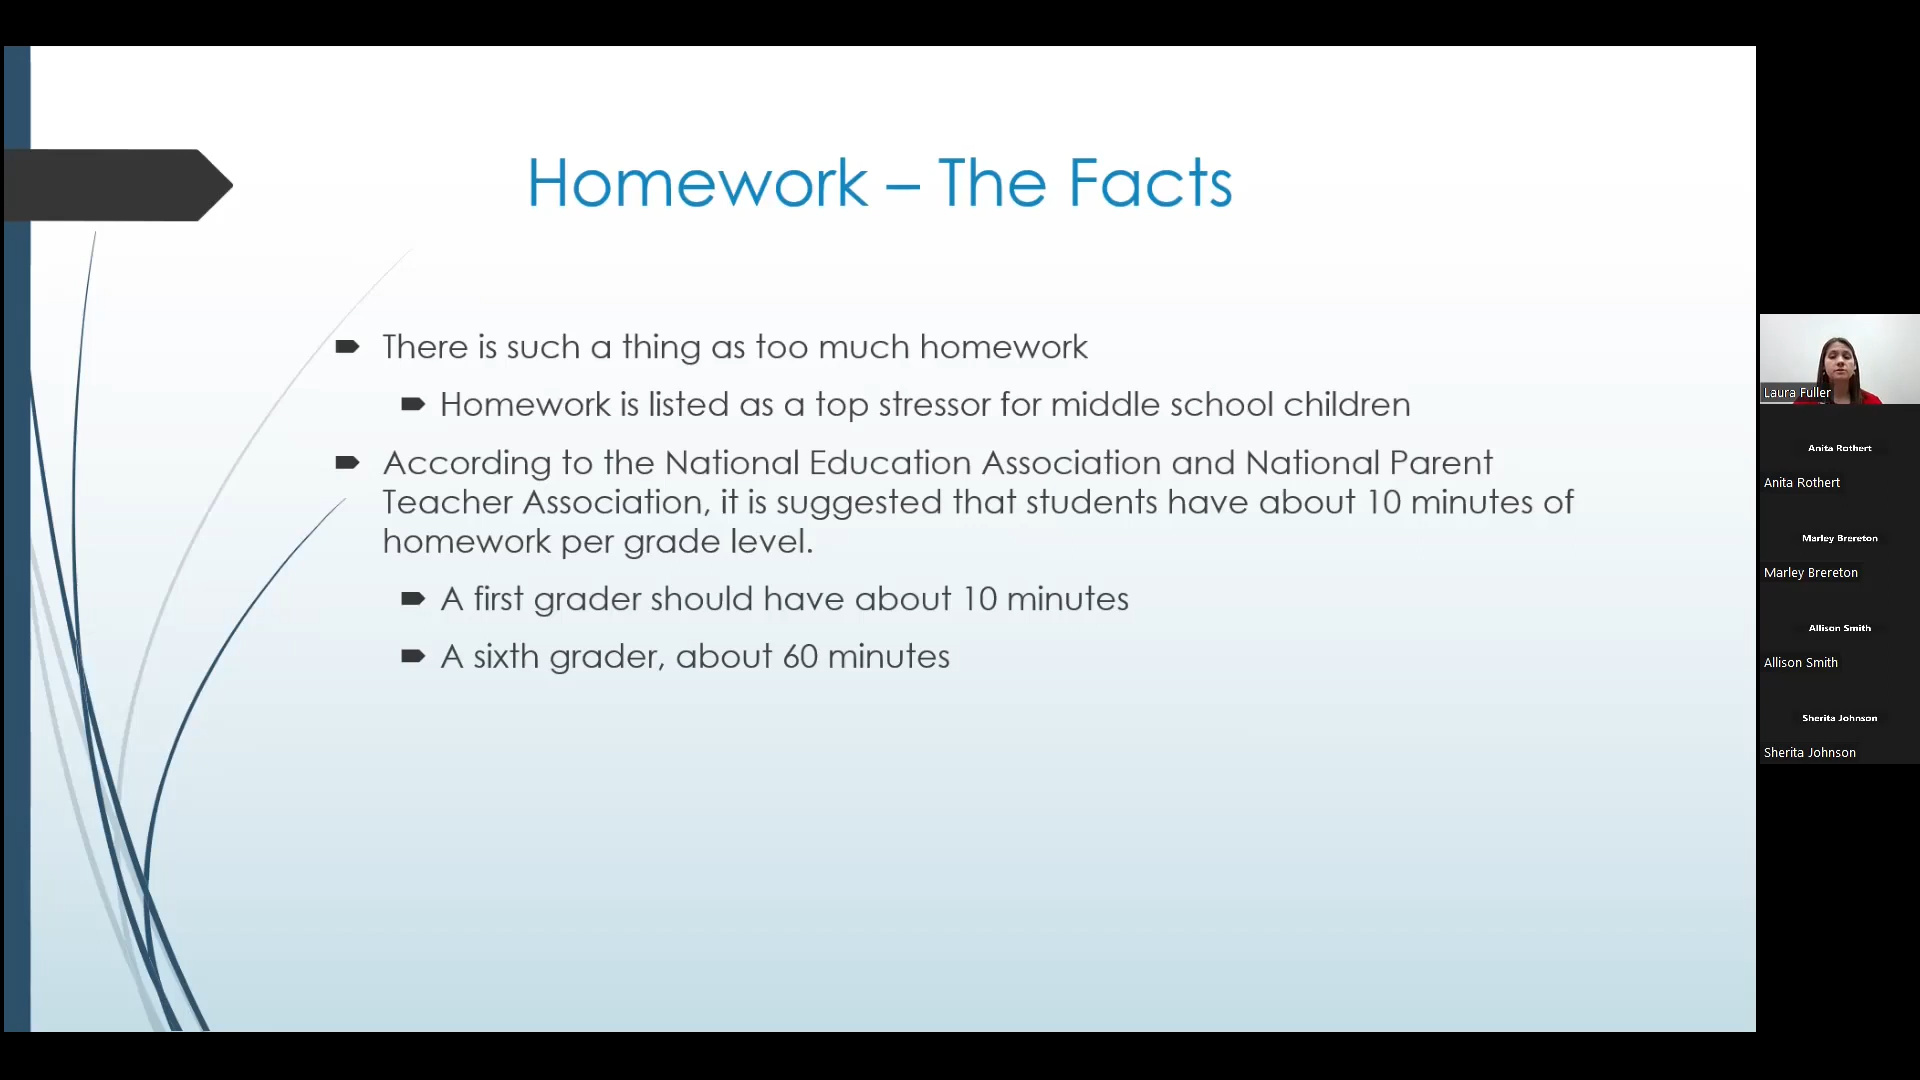 Homework – The Facts
There is such a thing as too much homework
Homework is listed as a top stressor for middle school children
According to the National Education Association and National Parent
Teacher Association, it is suggested that students have about 10 minutes of
homework per grade level.
A first grader should have about 10 minutes
A sixth grader, about 60 minutes
Laura Fuller
Anita Rothert
Anita Rothert
Marley Brereton
Marley Brereton
Allison Smith
Allison Smith
Sherita Johnson
Sherita Johnson